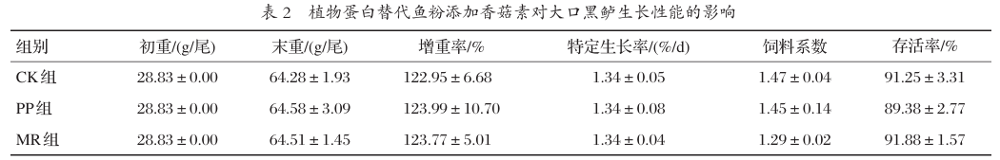 表 2 植物蛋白替代鱼粉添加香菇素对大口黑鲈生长性能的影响
组别 初重/(g/尾) 末重/(g/尾) 增重率/% 特定生长率/(%/d) 饲料系数 存活率/%
CK组 28.83±0.00 64.28±1.93 122.95±6.68 1.34±0.05 1.47±0.04 91.25±3.31
PP组 28.83±0.00 64.58±3.09 123.99±10.70 1.34±0.08 1.45±0.14 89.38±2.77
MR组 28.83±0.00 64.51±1.45 123.77±5.01 1.34±0.04 1.29±0.02 91.88±1.57